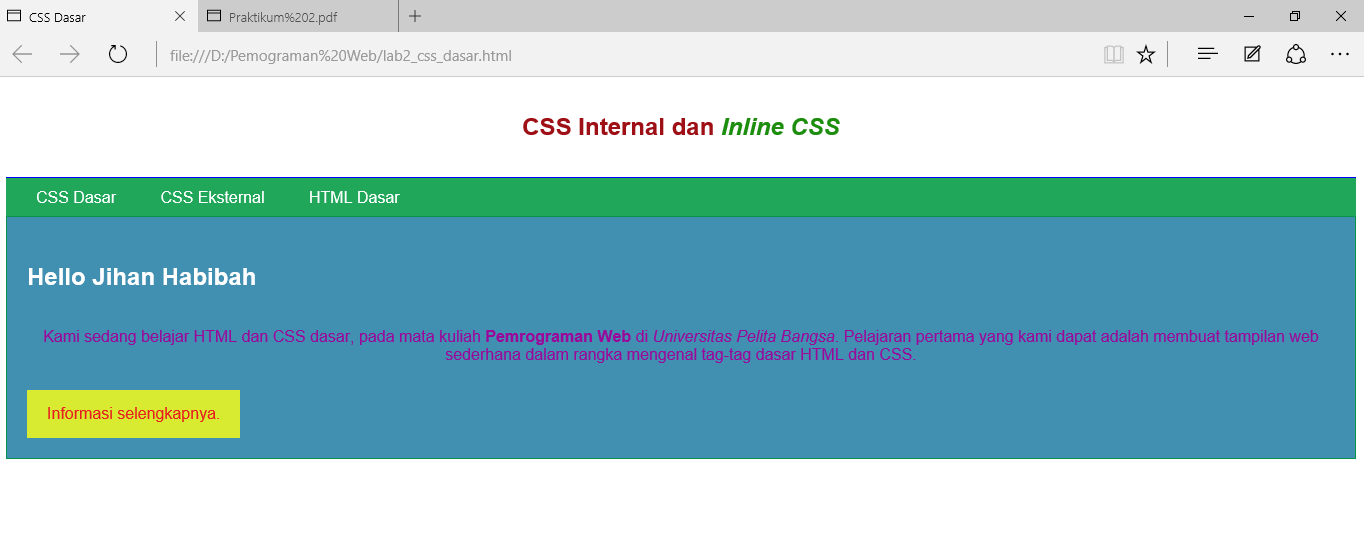 CSS Dasar
Praktikum%202.pdf
file:///D:/Pemograman%20Web/lab2_css_dasar.html
CSS Internal dan Inline CSS
CSS Dasar CSS Eksternal HTML Dasar
Hello Jihan Habibah
Kami sedang belajar HTML dan CSS dasar, pada mata kuliah Pemrograman Web di Universitas Pelita Bangsa. Pelajaran pertama yang kami dapat adalah membuat tampilan web
sederhana dalam rangka mengenal tag-tag dasar HTML dan CSS.
Informasi selengkapnya.